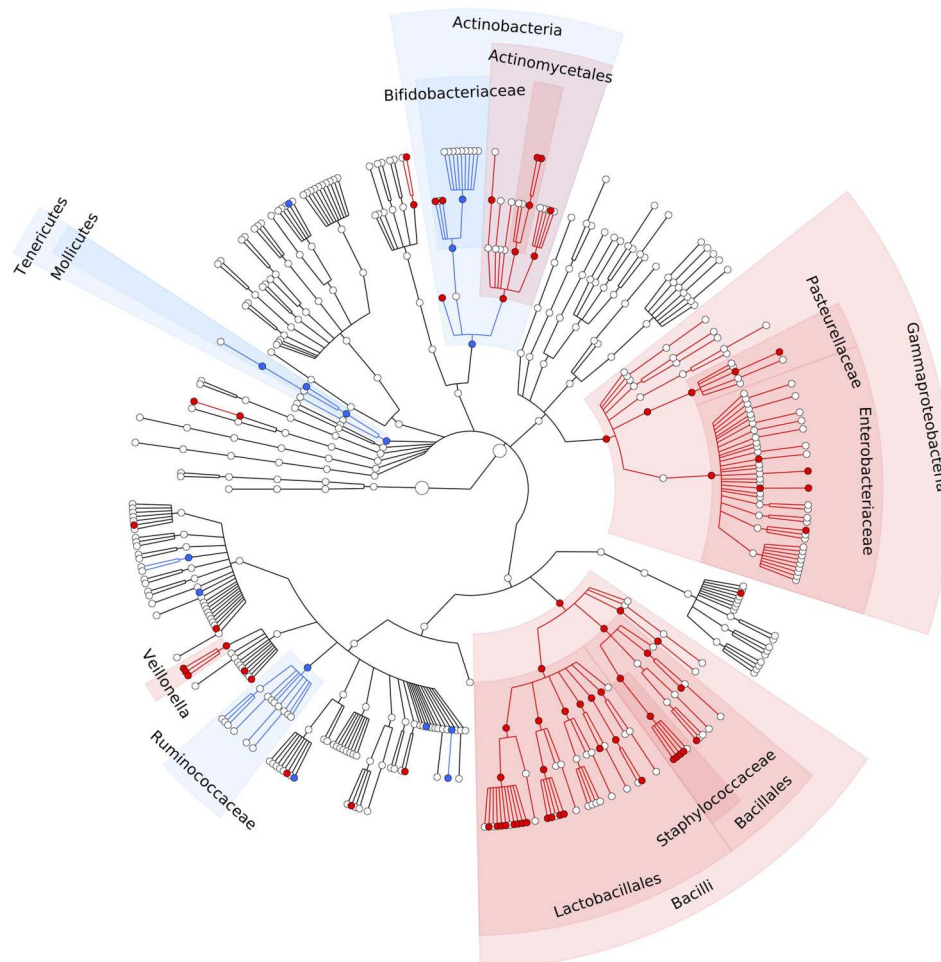 Actinobacteria
Actinomycetales
Bifidobacteriaceae
Tenericutes
Mollicutes
Pasteurellaceae
Gammaproteobacteria
Enterobacteriaceae
Veillonella
Ruminococcaceae
Staphylococcaceae
Bacillales
Lactobacillales
Bacilli